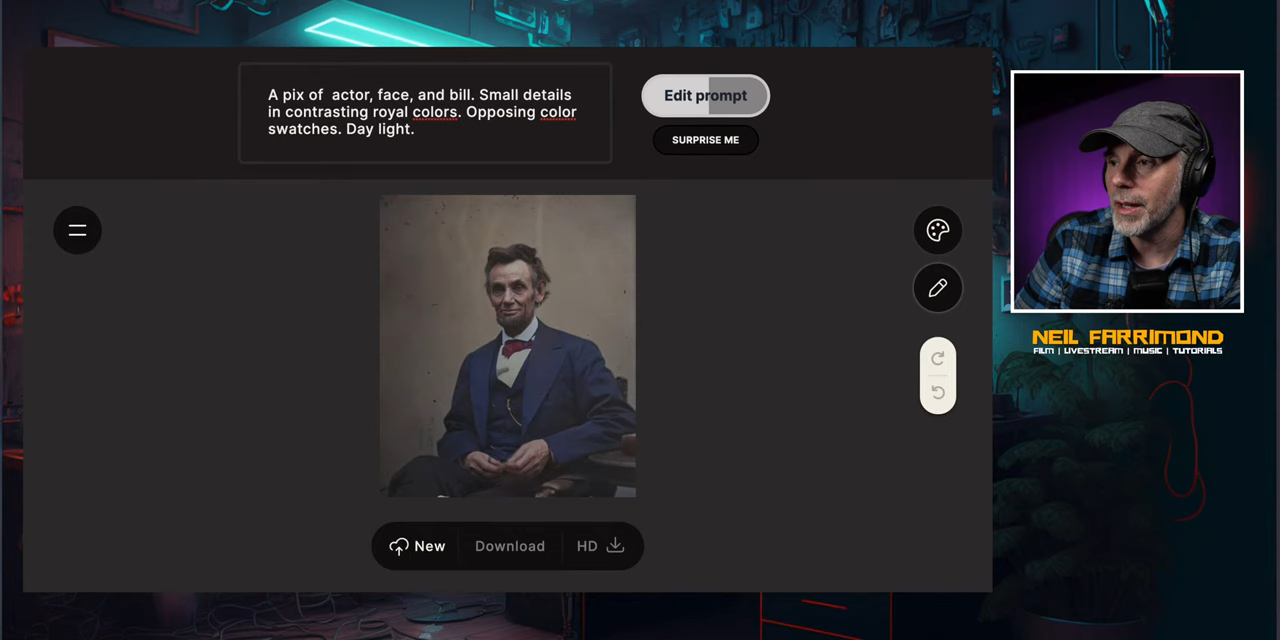 A pix of  actor, face, and bill. Small details
in contrasting royal colors. Opposing color
swatches. Day light.
Edit prompt
SURPRISE ME
New
Download
HD
NEIL FARRIMOND
FILM | LIVESTREAM | MUSIC | TUTORIALS